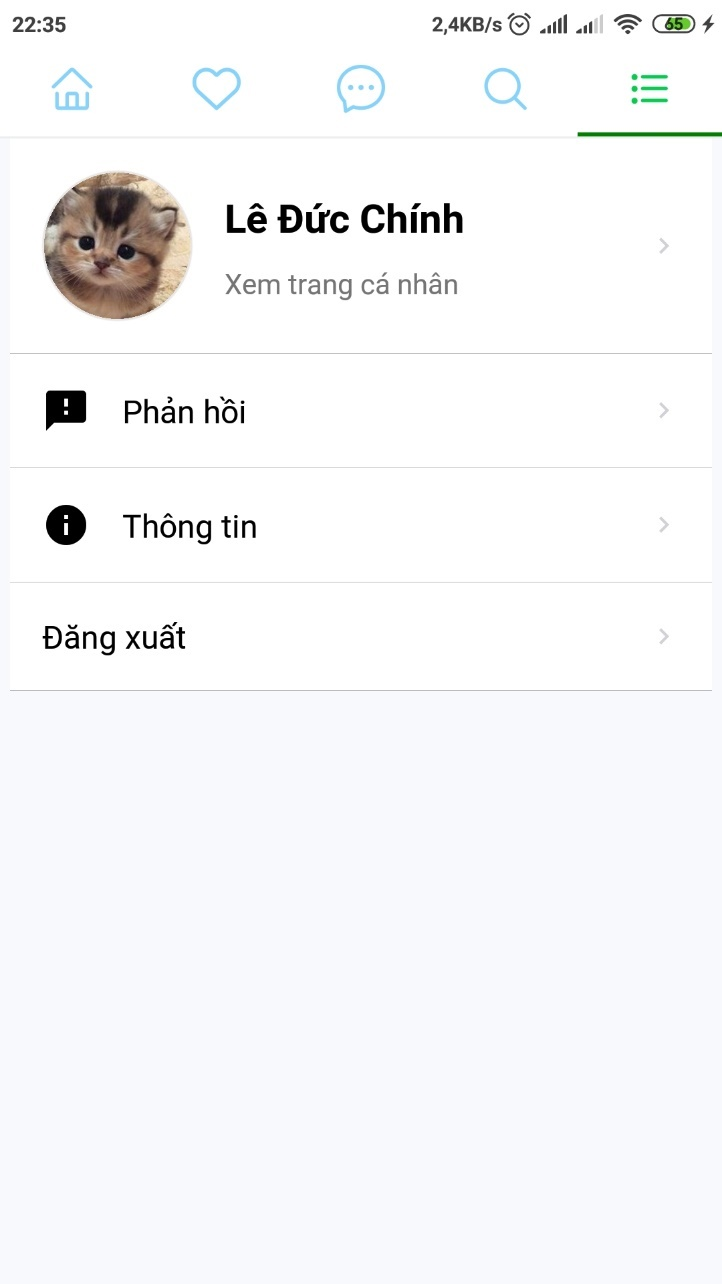 22:35
2,4KB/s 65
Lê Đức Chính
Xem trang cá nhân
Phản hồi
Thông tin
Đăng xuất